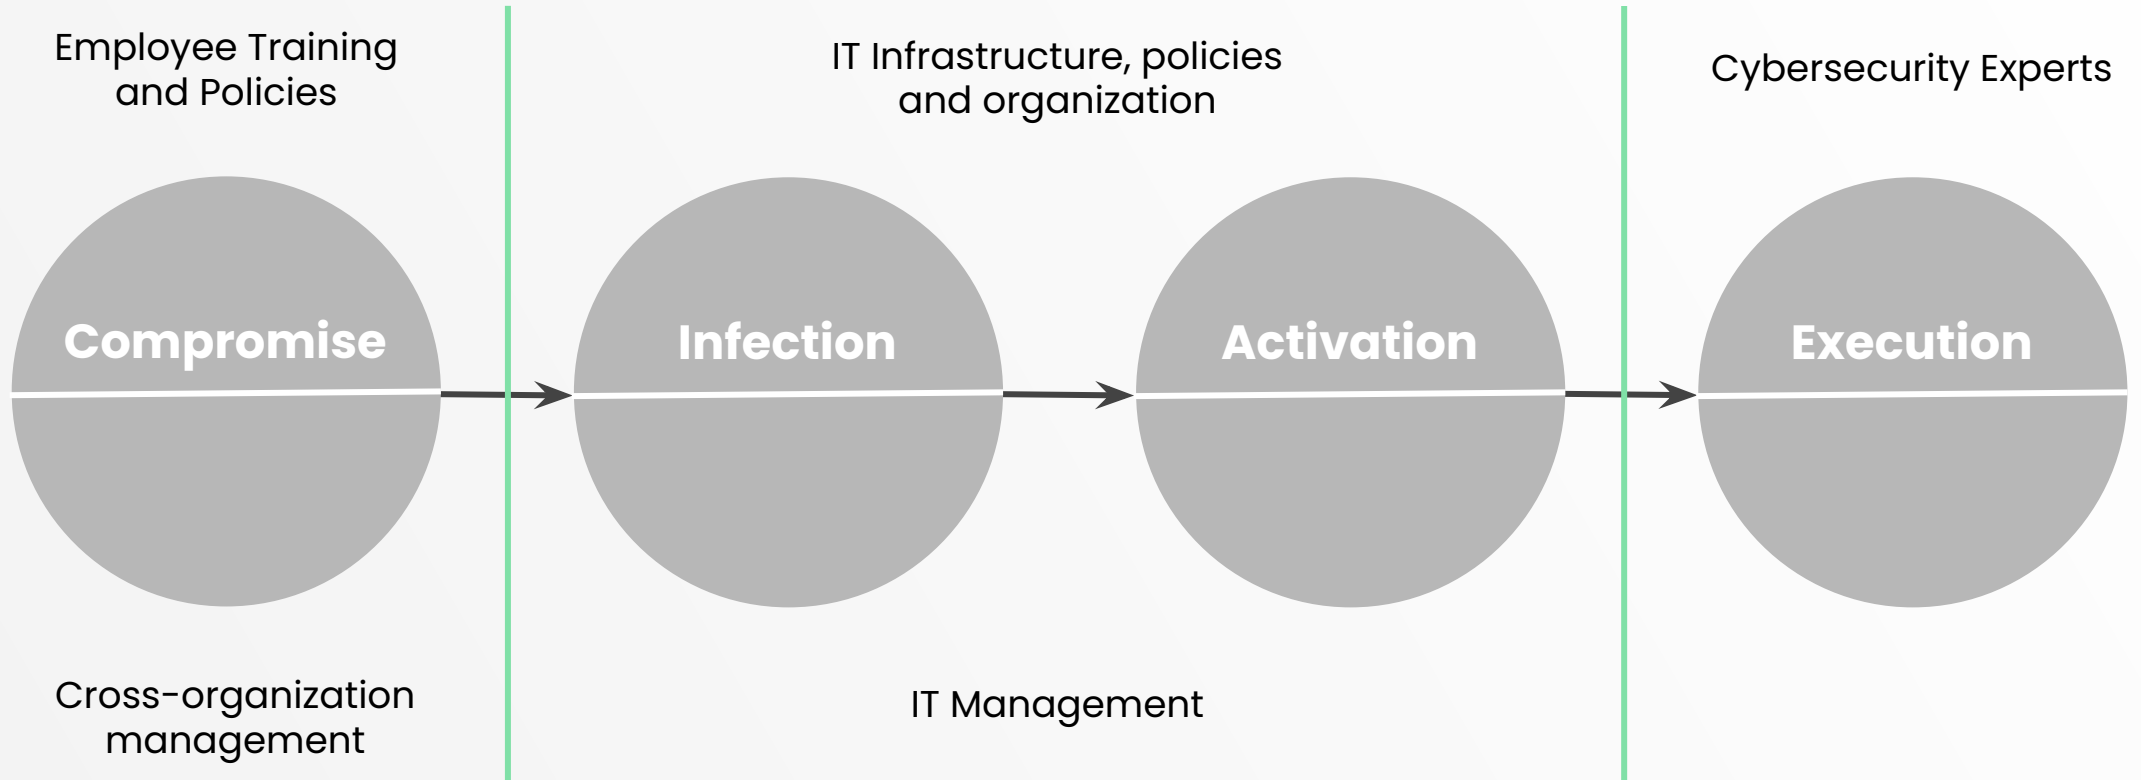 Employee Training
and Policies
IT Infrastructure, policies
and organization
Cybersecurity Experts
Compromise
Infection
Activation
Execution
Cross-organization
management
IT Management